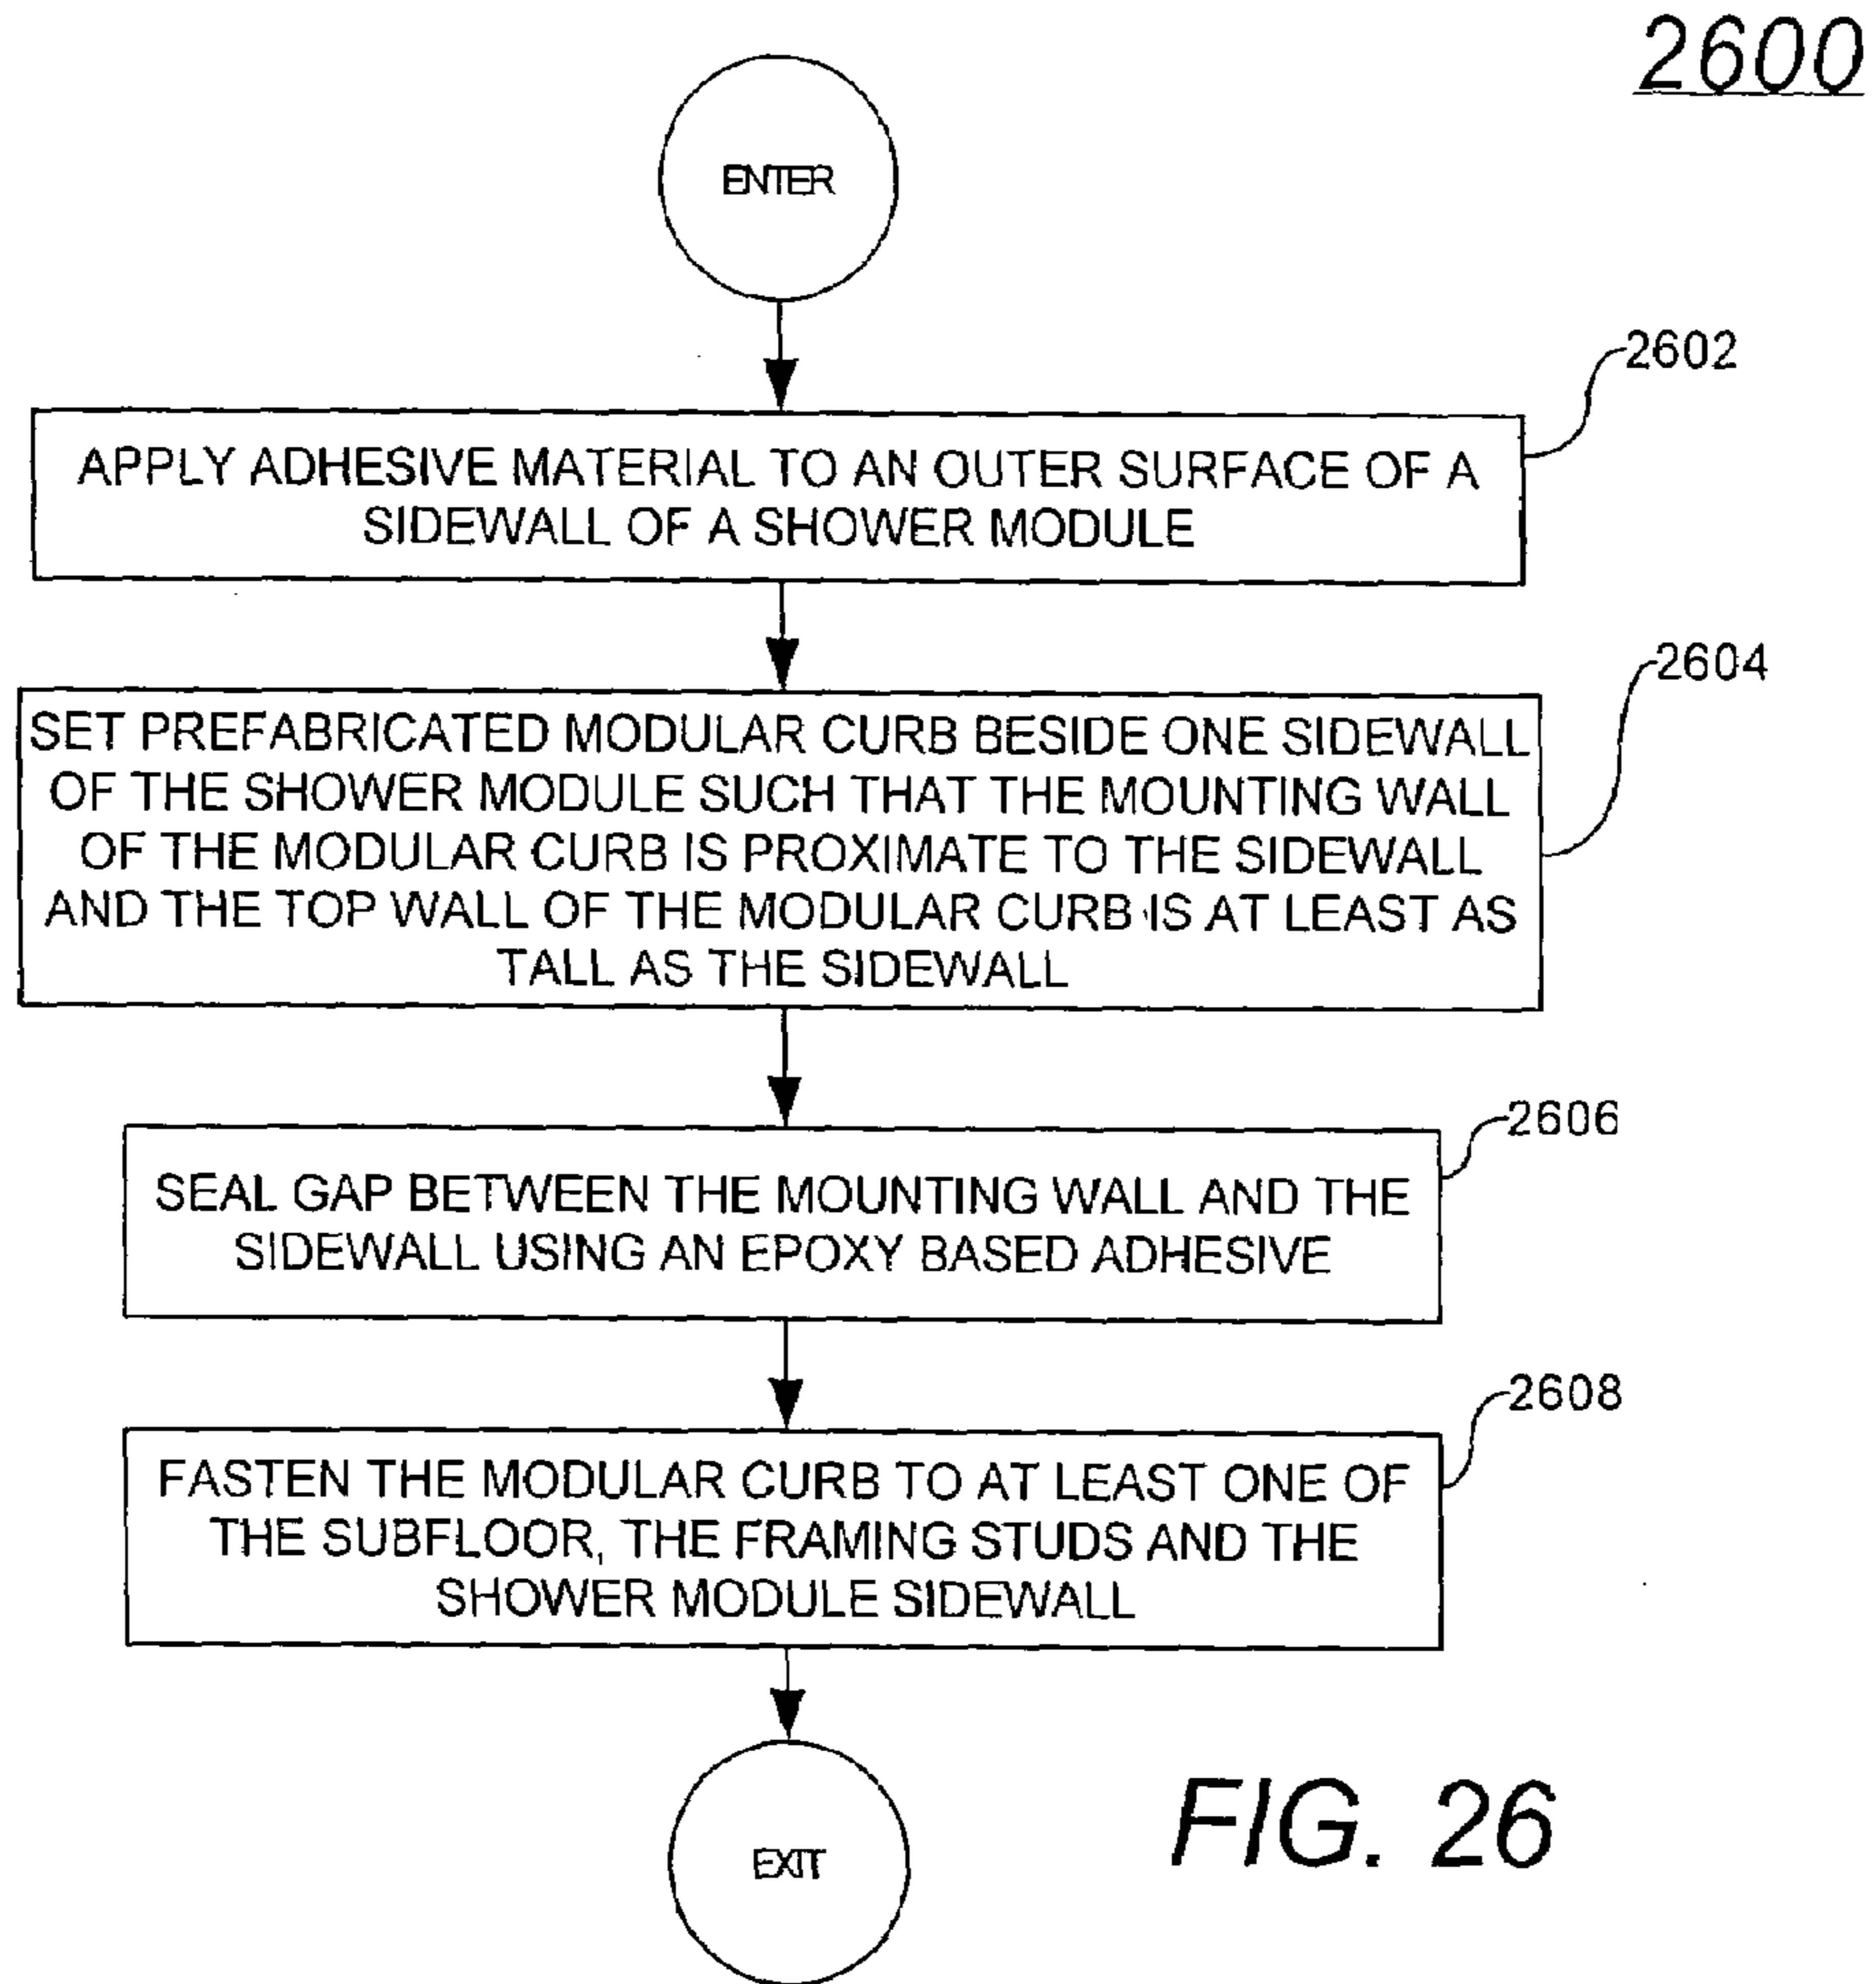 2600
ENTER
2602
APPLY ADHESIVE MATERIAL TO AN OUTER SURFACE OF A
SIDEWALL OF A SHOWER MODULE
2604
SET PREFABRICATED MODULAR CURB BESIDE ONE SIDEWALL
OF THE SHOWER MODULE SUCH THAT THE MOUNTING WALL
OF THE MODULAR CURB IS PROXIMATE TO THE SIDEWALL
AND THE TOP WALL OF THE MODULAR CURB IS AT LEAST AS
TALL AS THE SIDEWALL
2606
SEAL GAP BETWEEN THE MOUNTING WALL AND THE
SIDEWALL USING AN EPOXY BASED ADHESIVE
2608
FASTEN THE MODULAR CURB TO AT LEAST ONE OF
THE SUBFLOOR, THE FRAMING STUDS AND THE
SHOWER MODULE SIDEWALL
EXIT
FIG. 26